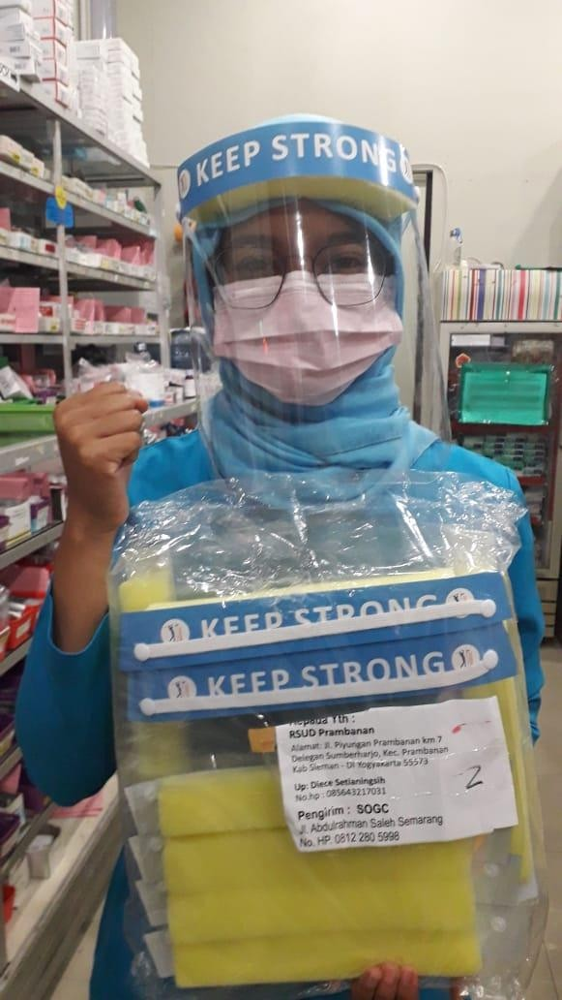 KEEP STRONG
KEEP STRONG
KEEP STRONG
Kepada Yth :
RSUD Prambanan
Alamat: Jl. Piyungan Prambanan km 7
Delegan Sumberharjo, Kec. Prambanan
Kab Sleman - DI Yogyakarta 55573
Up: Diece Setianingsih
No.hp : 085643217031
2
Pengirim : SOGC
Jl. Abdulrahman Saleh Semarang
No. HP. 0812 280 5998